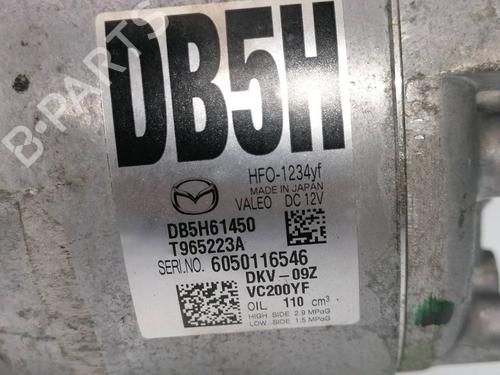 DB5H
HFO-1234yf
MADE IN JAPAN
VALEO DC 12V
DB5H61450
T965223A
SERI.NO. 6050116546
DKV-09Z
VC200YF
OIL 110 cm³
HIGH SIDE 2.9 MPaG
LOW SIDE 1.5 MPaG
B-PARTS